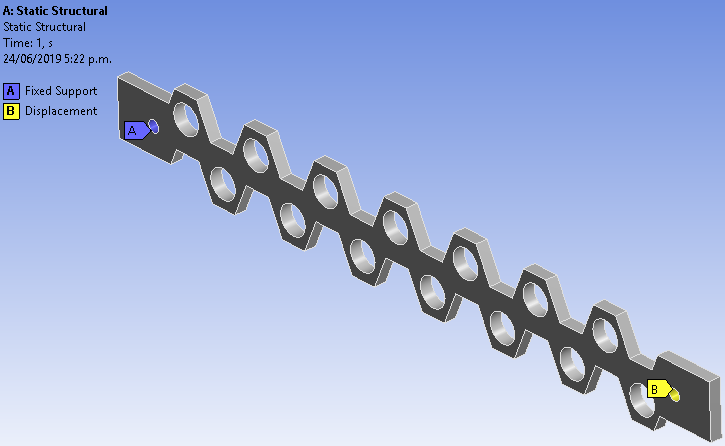 A: Static Structural
Static Structural
Time: 1, s
24/06/2019 5:22 p.m.
A Fixed Support
B Displacement
A
B